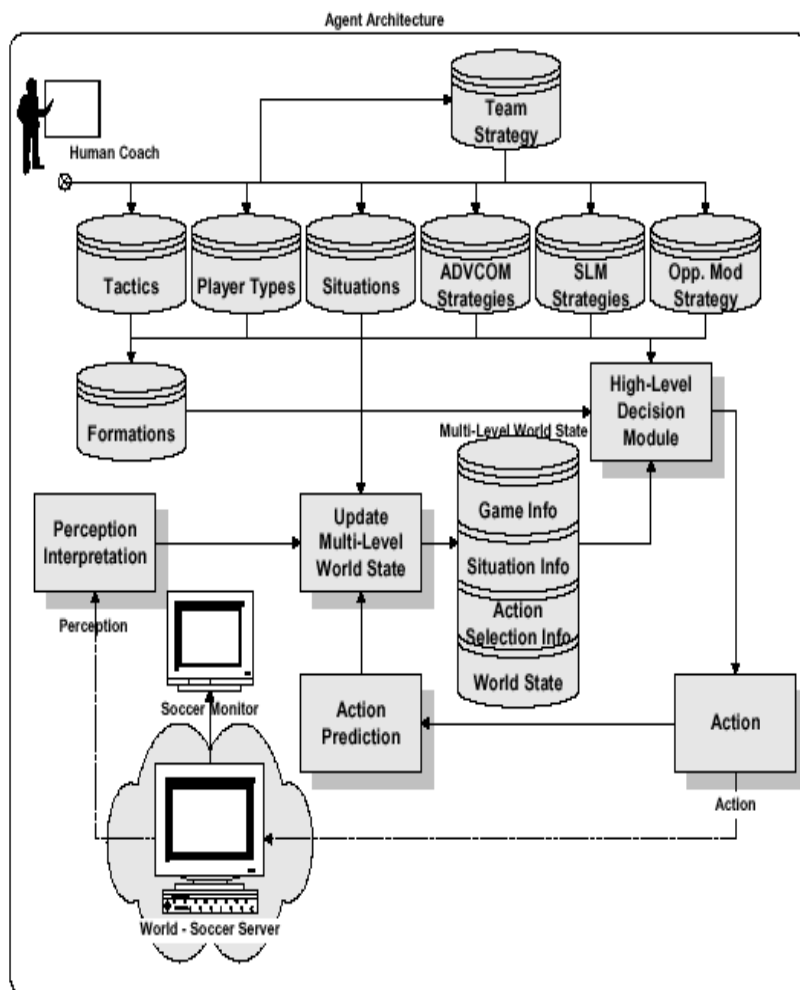 Agent Architecture
Team
Strategy
Human Coach
Tactics
Player Types
Situations
ADVCOM
Strategies
SLM
Strategies
Opp. Mod
Strategy
Formations
High-Level
Decision
Module
Multi-Level World State
Perception
Interpretation
Update
Multi-Level
World State
Game Info
Situation Info
Action
Selection Info
World State
Perception
Soccer Monitor
Action
Prediction
Action
Action
World - Soccer Server